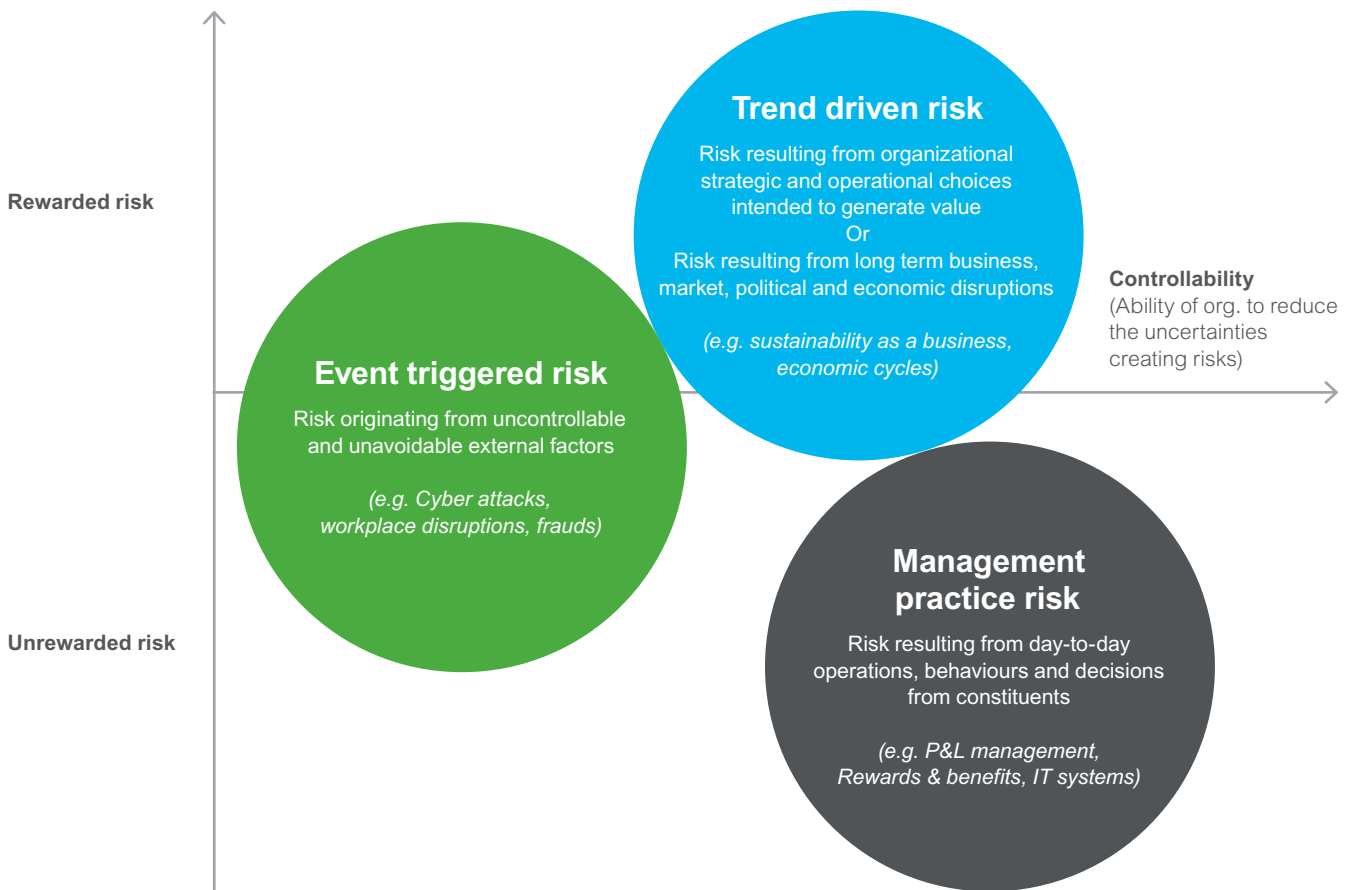 Trend driven risk
Risk resulting from organizational
strategic and operational choices
intended to generate value
Or
Risk resulting from long term business,
market, political and economic disruptions
(e.g. sustainability as a business,
economic cycles)
Rewarded risk
Controllability
(Ability of org. to reduce
the uncertainties
creating risks)
Event triggered risk
Risk originating from uncontrollable
and unavoidable external factors
(e.g. Cyber attacks,
workplace disruptions, frauds)
Management
practice risk
Risk resulting from day-to-day
operations, behaviours and decisions
from constituents
(e.g. P&L management,
Rewards & benefits, IT systems)
Unrewarded risk